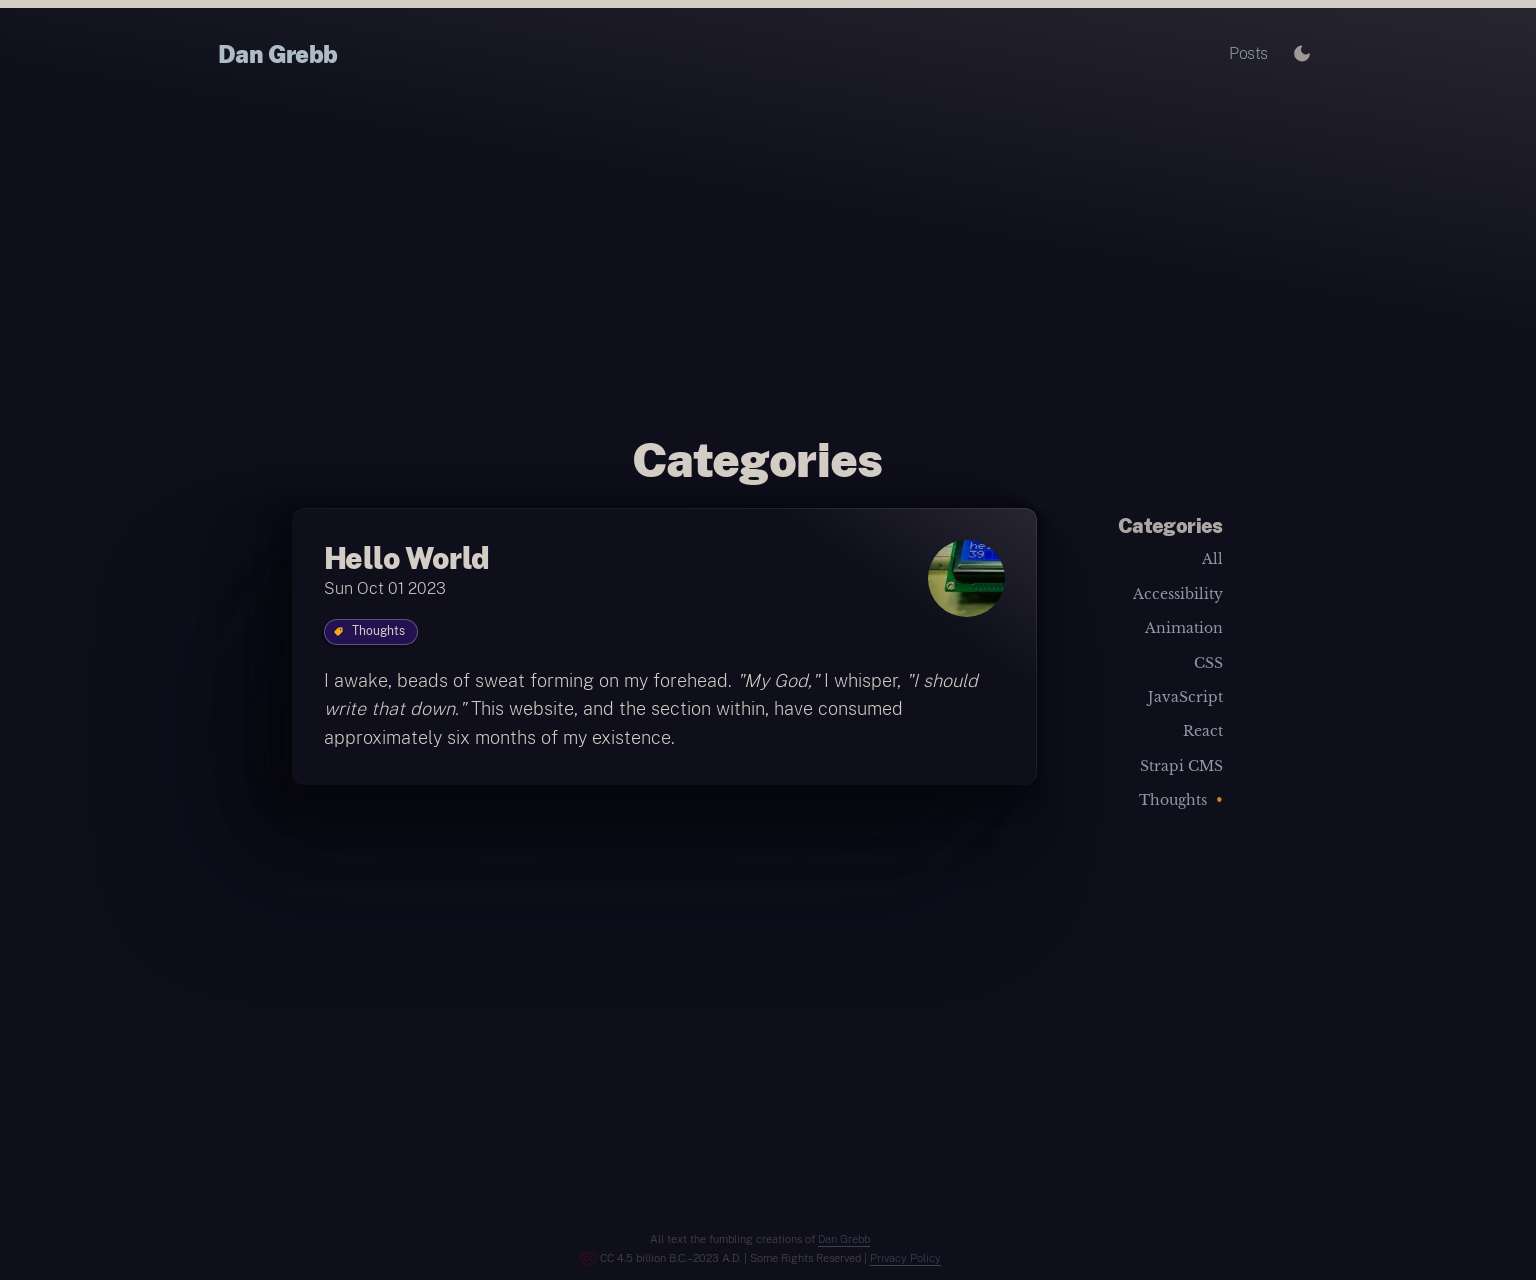 Dan Grebb
Posts
Categories
Hello World
Sun Oct 01 2023
Thoughts
I awake, beads of sweat forming on my forehead. "My God," I whisper, "I should
write that down." This website, and the section within, have consumed
approximately six months of my existence.
Categories
All
Accessibility
Animation
CSS
JavaScript
React
Strapi CMS
Thoughts •
All text the fumbling creations of Dan Grebb
CC 4.5 billion B.C.–2023 A.D. | Some Rights Reserved | Privacy Policy